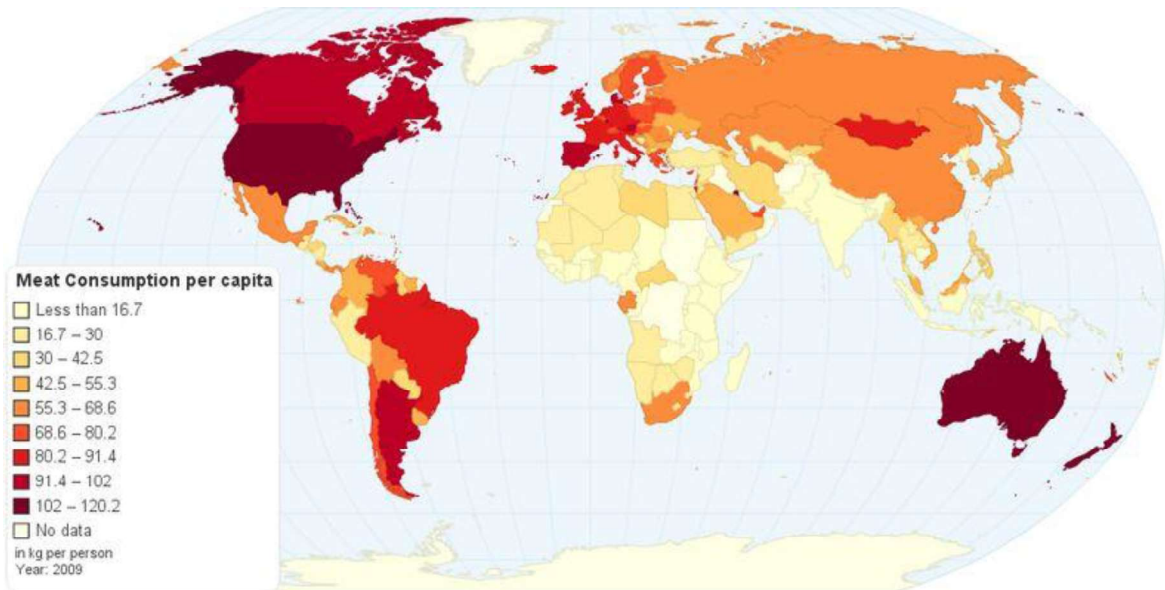 Meat Consumption per capita
Less than 16.7
16.7 – 30
30 – 42.5
42.5 – 55.3
55.3 – 68.6
68.6 – 80.2
80.2 – 91.4
91.4 – 102
102 – 120.2
No data
in kg per person
Year: 2009